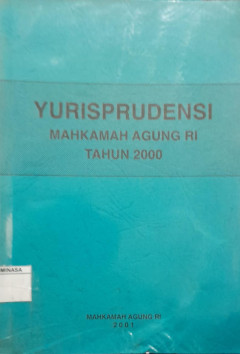 YURISPRUDENSI
MAHKAMAH AGUNG RI
TAHUN 2000
MAHKAMAH AGUNG RI
2001